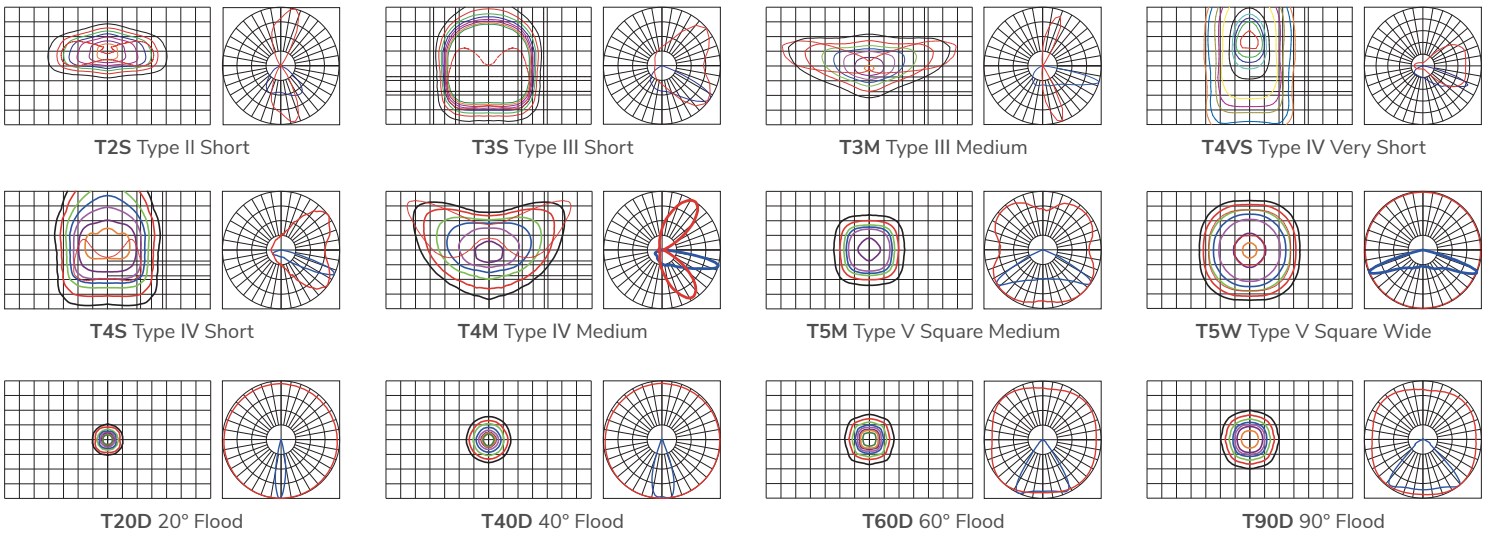 T2S Type II Short
T3S Type III Short
T3M Type III Medium
T4VS Type IV Very Short
T4S Type IV Short
T4M Type IV Medium
T5M Type V Square Medium
T5W Type V Square Wide
T20D 20° Flood
T40D 40° Flood
T60D 60° Flood
T90D 90° Flood